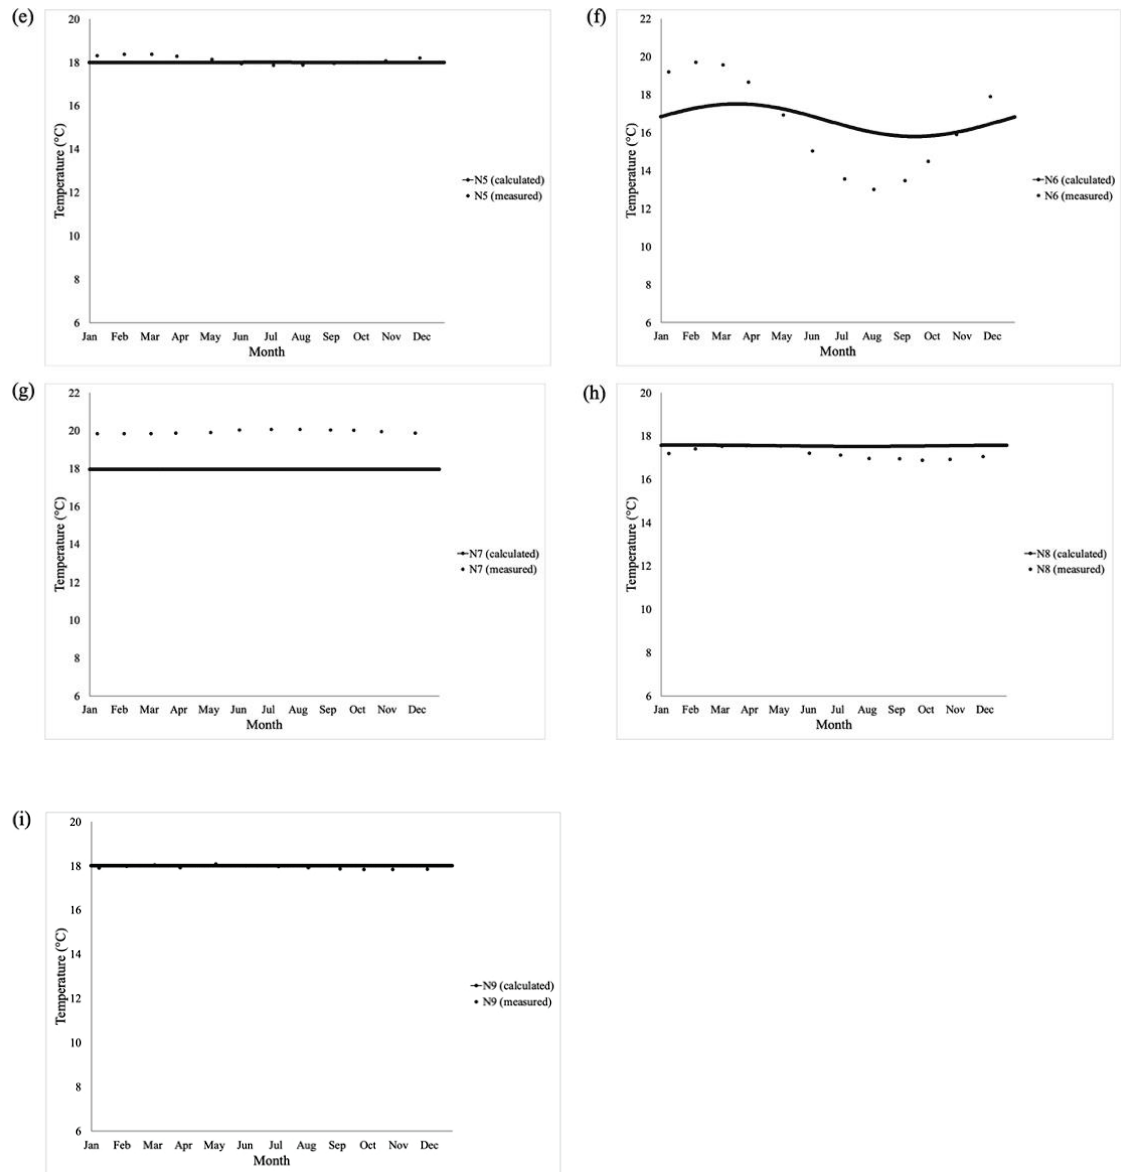 (e)
20
18
16
14
12
10
8
6
Temperature (°C)
Jan Feb Mar Apr May Jun Jul Aug Sep Oct Nov Dec
Month
N5 (calculated)
N5 (measured)
(f)
22
20
18
16
14
12
10
8
6
Temperature (°C)
Jan Feb Mar Apr May Jun Jul Aug Sep Oct Nov Dec
Month
N6 (calculated)
N6 (measured)
(g)
22
20
18
16
14
12
10
8
6
Temperature (°C)
Jan Feb Mar Apr May Jun Jul Aug Sep Oct Nov Dec
Month
N7 (calculated)
N7 (measured)
(h)
20
18
16
14
12
10
8
6
Temperature (°C)
Jan Feb Mar Apr May Jun Jul Aug Sep Oct Nov Dec
Month
N8 (calculated)
N8 (measured)
(i)
20
18
16
14
12
10
8
6
Temperature (°C)
Jan Feb Mar Apr May Jun Jul Aug Sep Oct Nov Dec
Month
N9 (calculated)
N9 (measured)